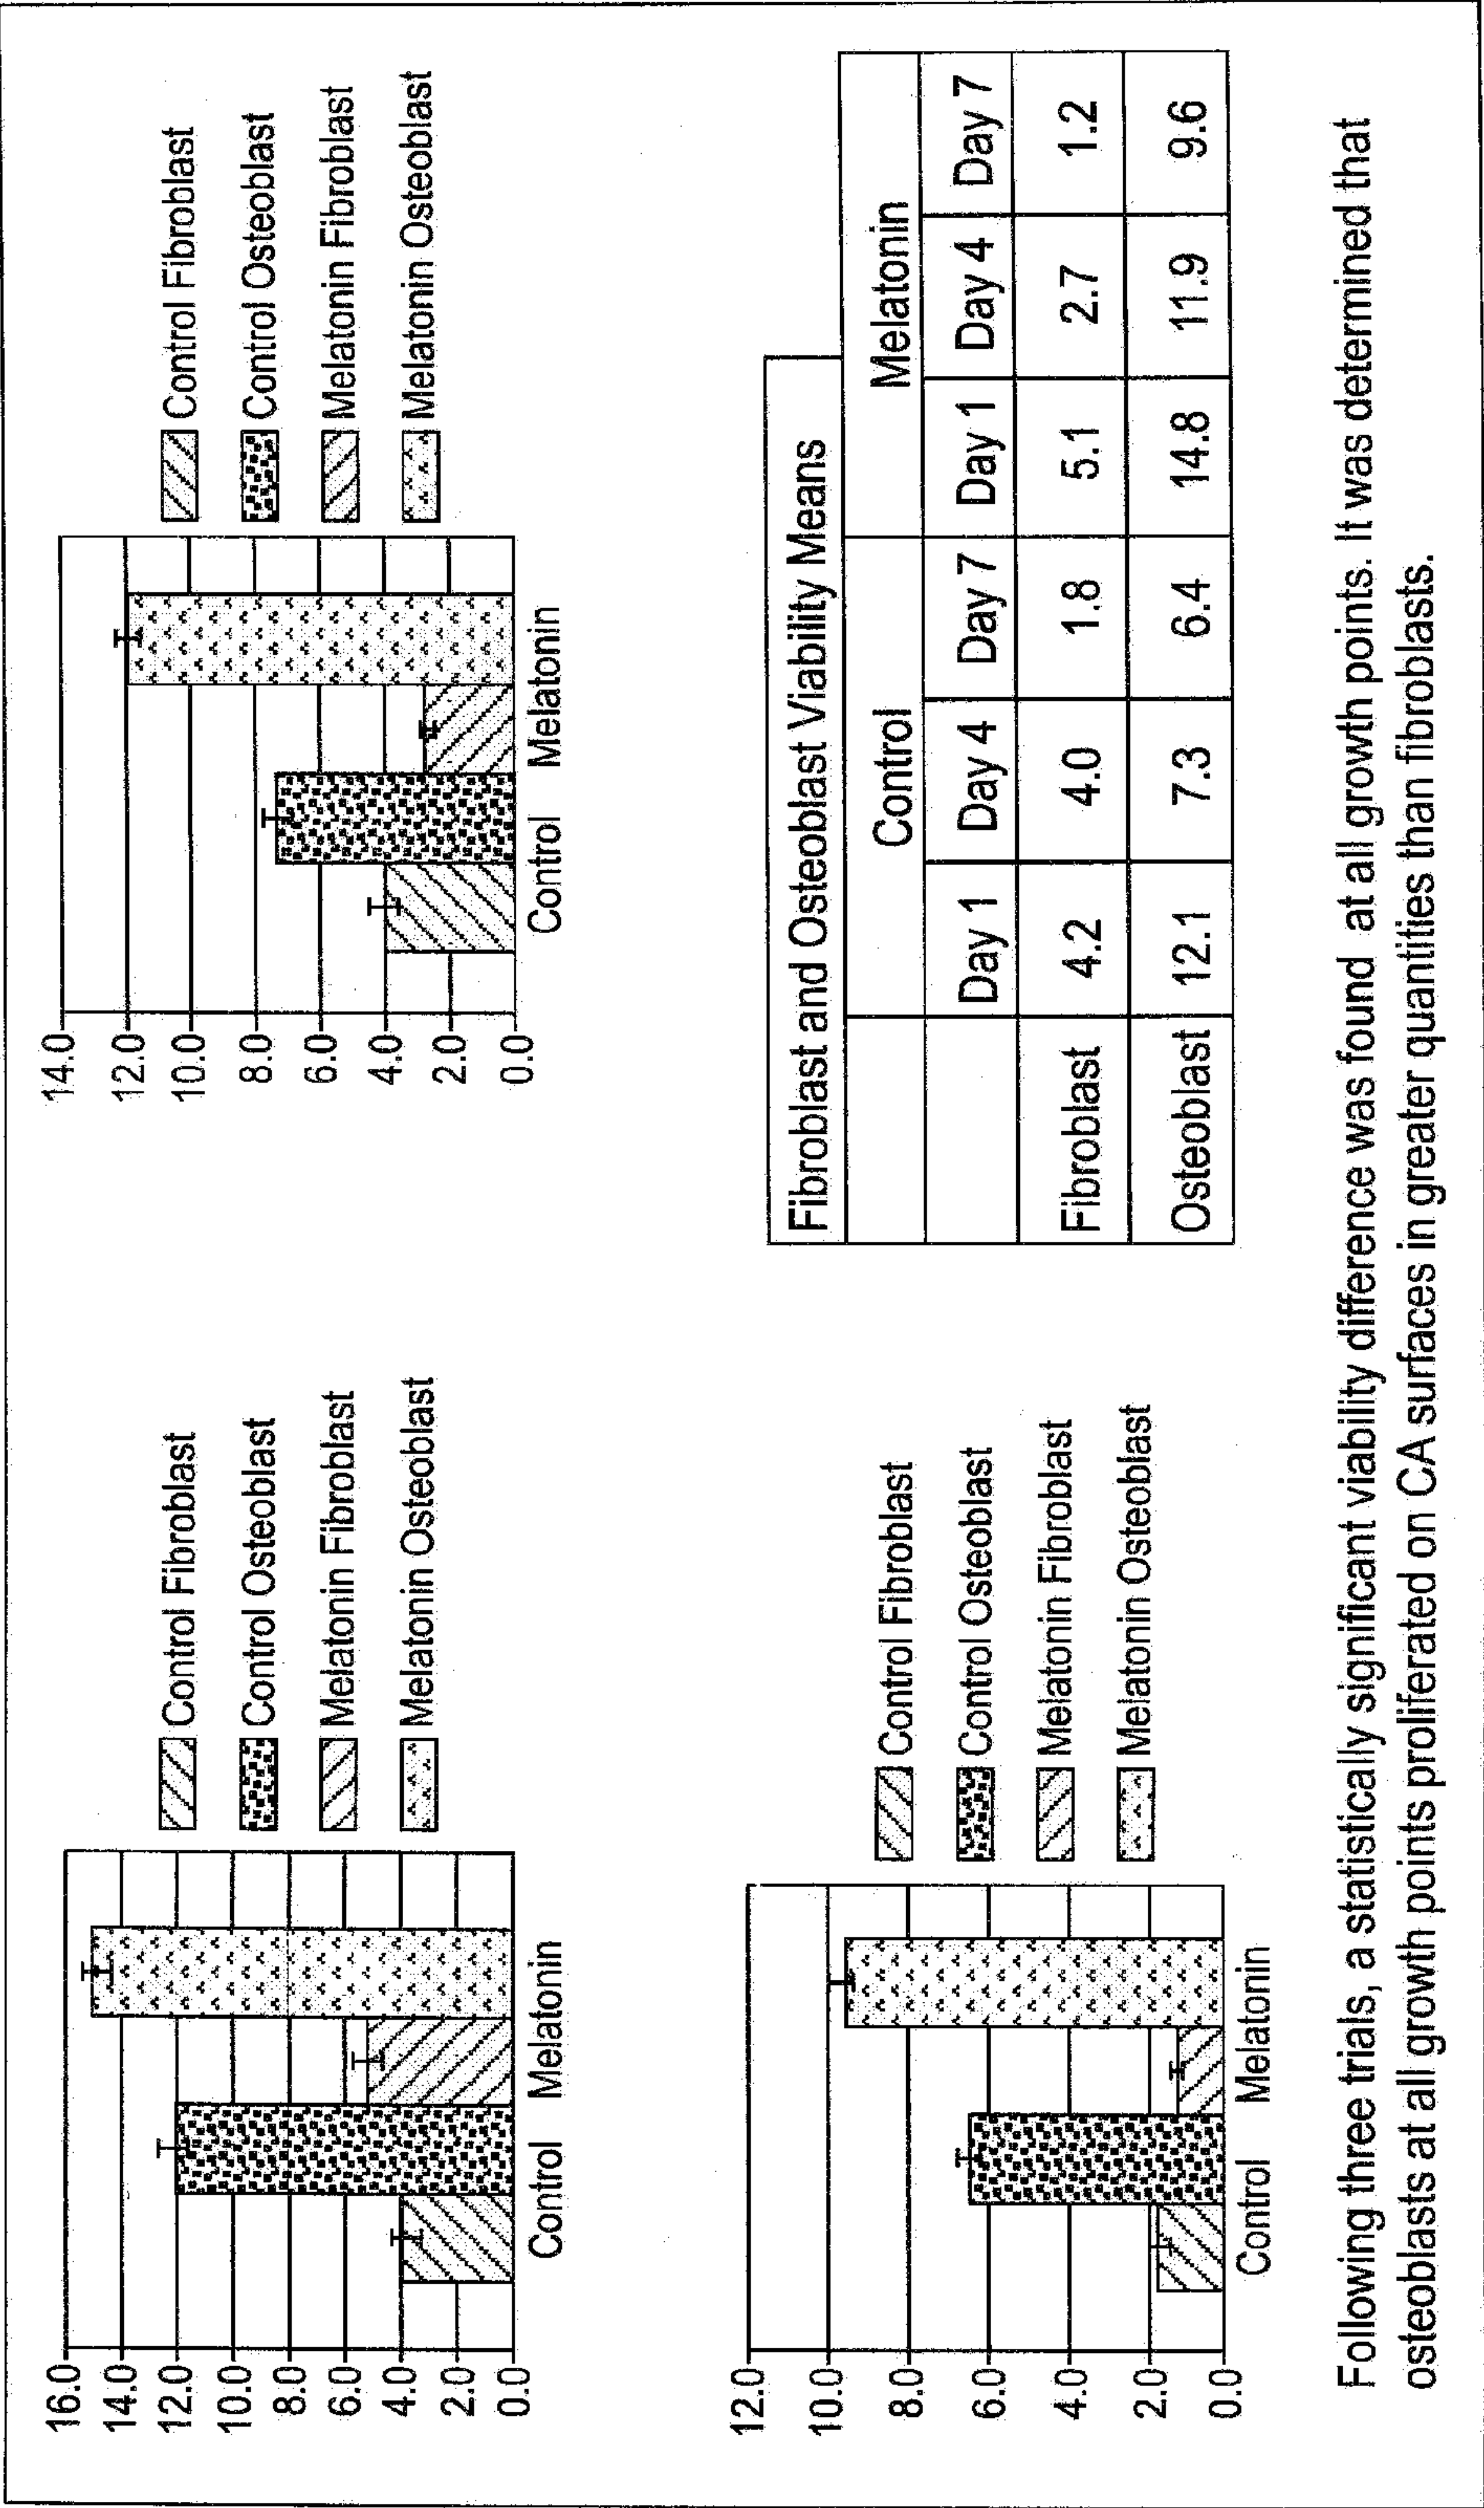 16.0
14.0
12.0
10.0
8.0
6.0
4.0
2.0
0.0
Control Melatonin
Control Fibroblast
Control Osteoblast
Melatonin Fibroblast
Melatonin Osteoblast
14.0
12.0
10.0
8.0
6.0
4.0
2.0
0.0
Control Melatonin
Control Fibroblast
Control Osteoblast
Melatonin Fibroblast
Melatonin Osteoblast
12.0
10.0
8.0
6.0
4.0
2.0
0.0
Control Melatonin
Control Fibroblast
Control Osteoblast
Melatonin Fibroblast
Melatonin Osteoblast
Fibroblast and Osteoblast Viability Means
Control Melatonin
Day 1 Day 4 Day 7 Day 1 Day 4 Day 7
Fibroblast 4.2 4.0 1.8 5.1 2.7 1.2
Osteoblast 12.1 7.3 6.4 14.8 11.9 9.6
Following three trials, a statistically significant viability difference was found at all growth points. It was determined that
osteoblasts at all growth points proliferated on CA surfaces in greater quantities than fibroblasts.